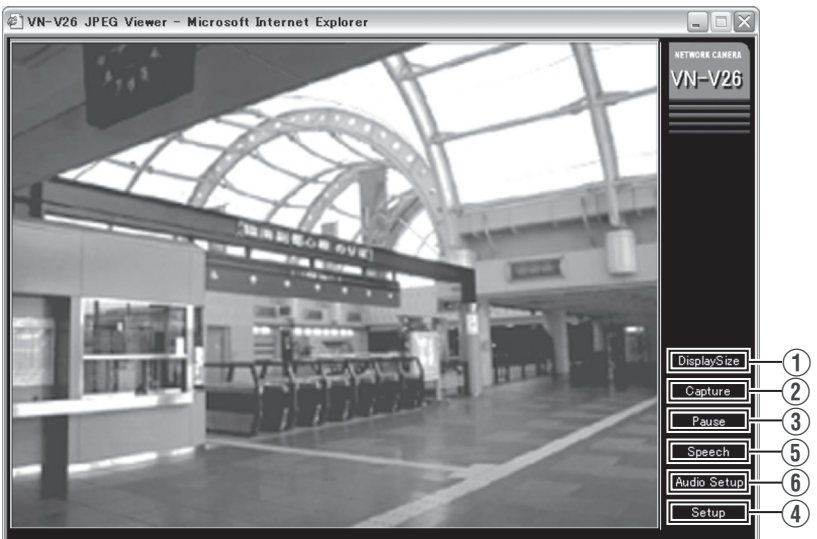 VN-V26 JPEG Viewer - Microsoft Internet Explorer
NETWORK CAMERA
VN-V26
DisplaySize ①
Capture ②
Pause ③
Speech ⑤
Audio Setup ⑥
Setup ④